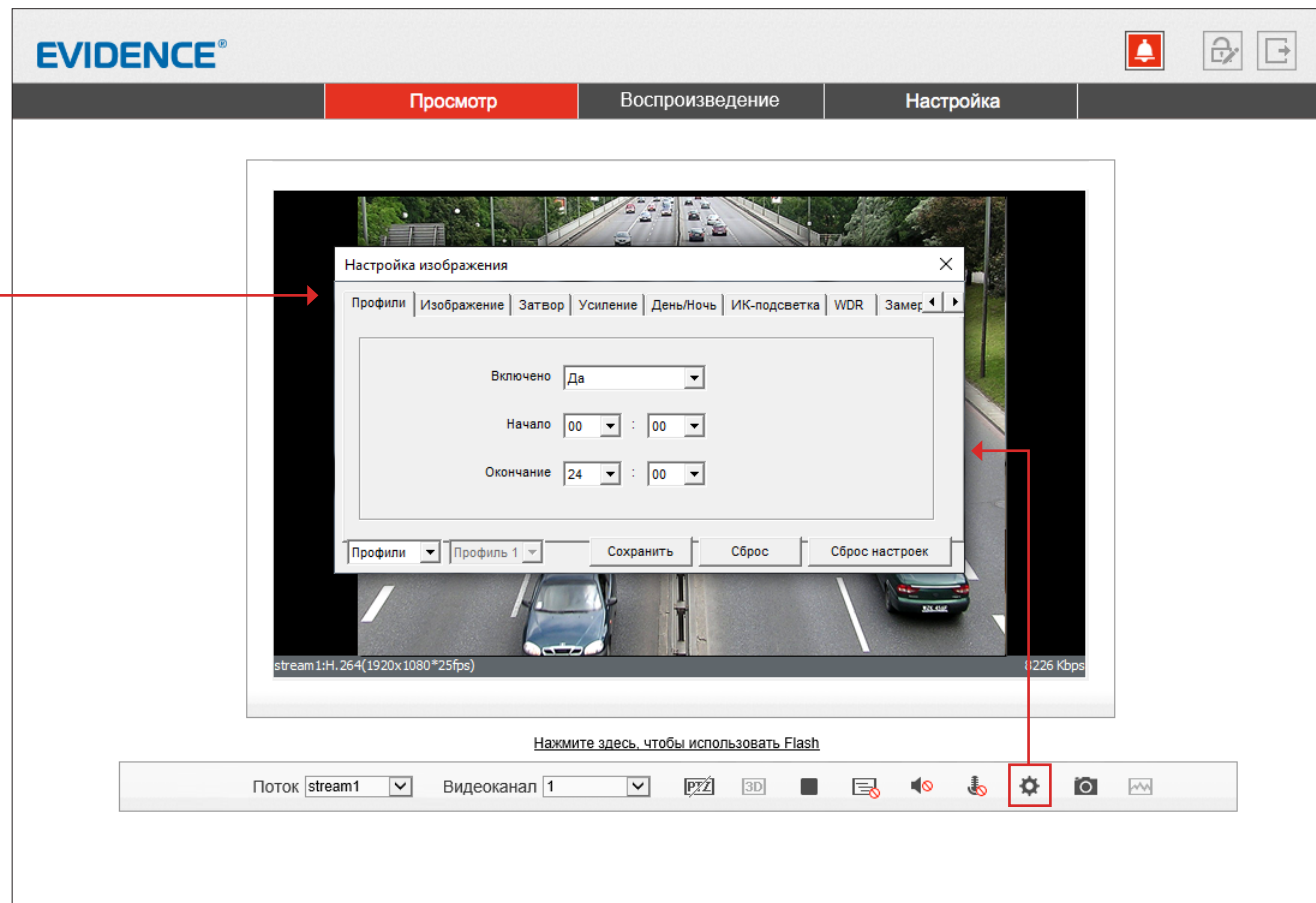 EVIDENCE®
Просмотр Воспроизведение Настройка
Настройка изображения
Профили Изображение Затвор Усиление День/Ночь ИК-подсветка WDR Замер
Включено Да
Начало 00 : 00
Окончание 24 : 00
Профили Профиль 1 Сохранить Сброс Сброс настроек
stream1:H.264(1920x1080*25fps) 8226 Kbps
Нажмите здесь, чтобы использовать Flash
Поток stream1 Видеоканал 1 PTZ 3D